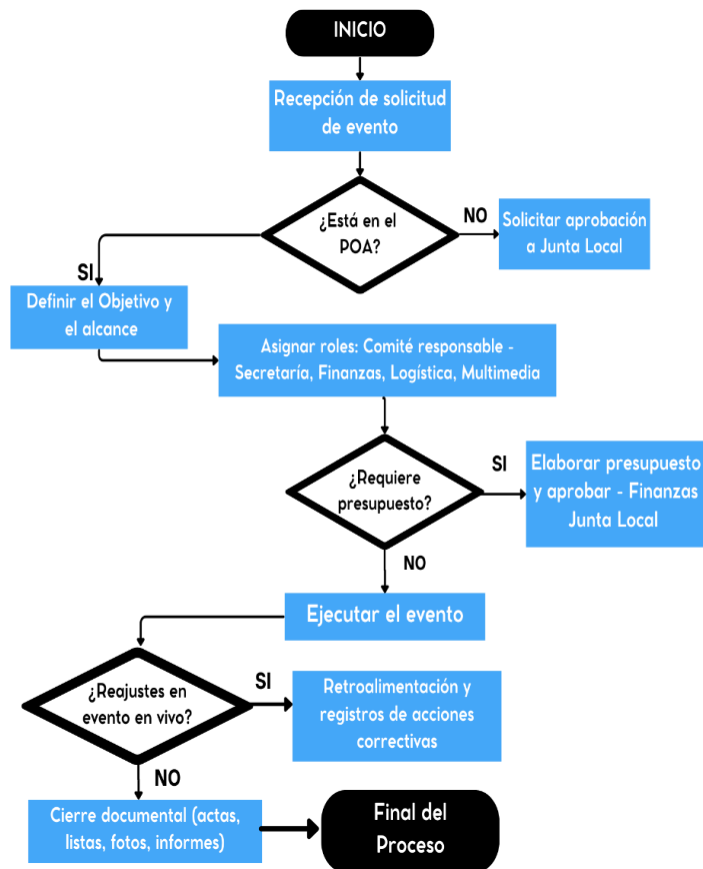 INICIO
Recepción de solicitud
de evento
¿Está en el
POA?
NO
Solicitar aprobación
a Junta Local
SI
Definir el Objetivo y
el alcance
Asignar roles: Comité responsable -
Secretaría, Finanzas, Logística, Multimedia
¿Requiere
presupuesto?
SI
Elaborar presupuesto
y aprobar - Finanzas
Junta Local
NO
Ejecutar el evento
¿Reajustes en
evento en vivo?
SI
Retroalimentación y
registros de acciones
correctivas
NO
Cierre documental (actas,
listas, fotos, informes)
Final del
Proceso